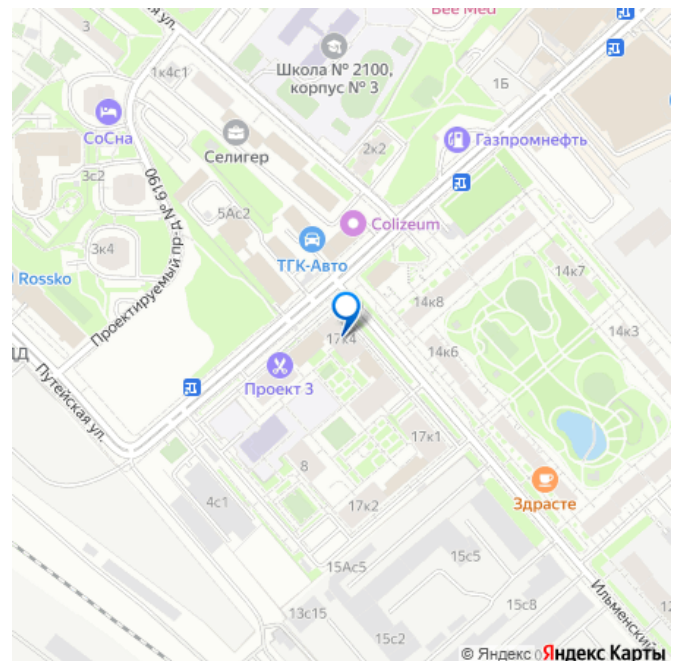 Bee Med
ул.
Школа № 2100,
корпус № 3
1к4с1
1Б
СоСна
Газпромнефть
Селигер
2к2
3с2
5Ас2
Colizeum
Проектируемый пр-д № 6190
3к4
ТГК-Авто
14к7
Rossko
14к8
14к3
17к4
14к6
Проект 3
Путейская ул.
17к1
8
4с1
17к2
Здрасте
15Ас5
15с5
15с8
13с15
Ильменский
15с2
© Яндекс Яндекс Карты